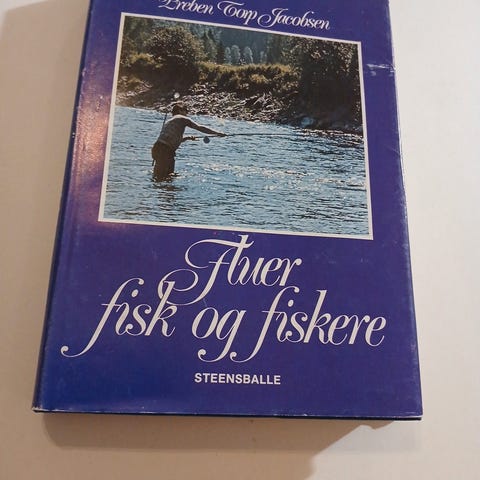 Preben Torp Jacobsen
Fluer
fisk og fiskere
STEENSBALLE